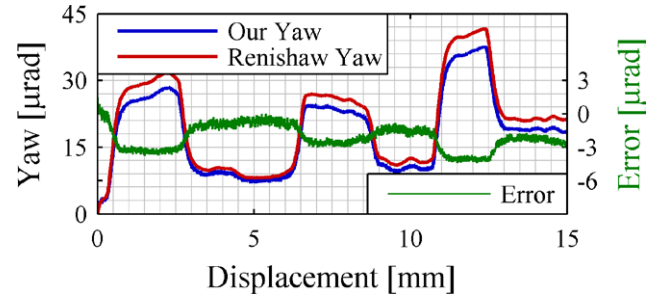 45
30
15
0
Yaw [µrad]
Our Yaw
Renishaw Yaw
3
0
-3
-6
Error [µrad]
Error
0
5
10
15
Displacement [mm]